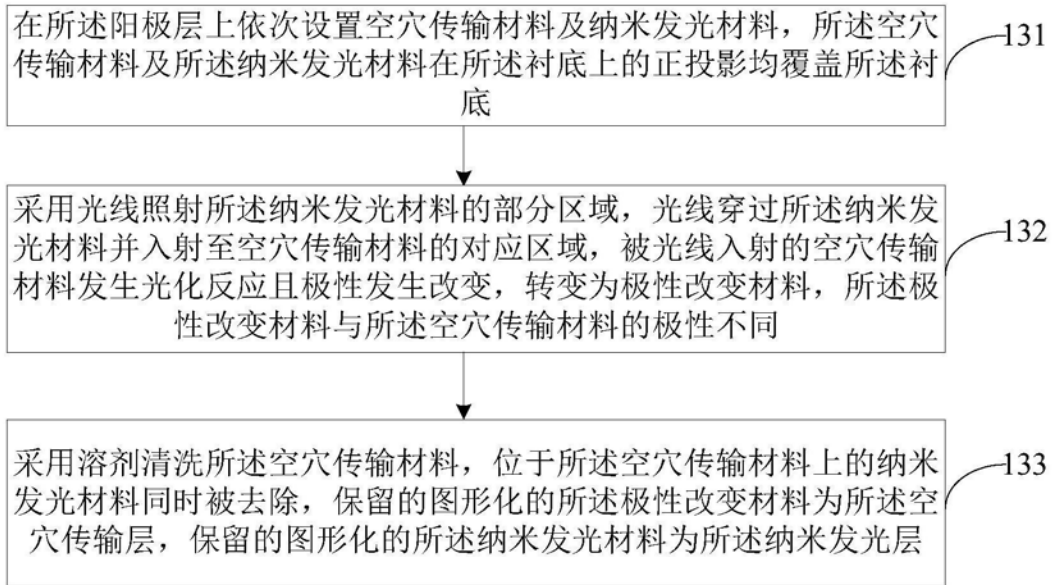 在所述阳极层上依次设置空穴传输材料及纳米发光材料，所述空穴
传输材料及所述纳米发光材料在所述衬底上的正投影均覆盖所述衬
底
131
采用光线照射所述纳米发光材料的部分区域，光线穿过所述纳米发
光材料并入射至空穴传输材料的对应区域，被光线入射的空穴传输
材料发生光化反应且极性发生改变，转变为极性改变材料，所述极
性改变材料与所述空穴传输材料的极性不同
132
采用溶剂清洗所述空穴传输材料，位于所述空穴传输材料上的纳米
发光材料同时被去除，保留的图形化的所述极性改变材料为所述空
穴传输层，保留的图形化的所述纳米发光材料为所述纳米发光层
133